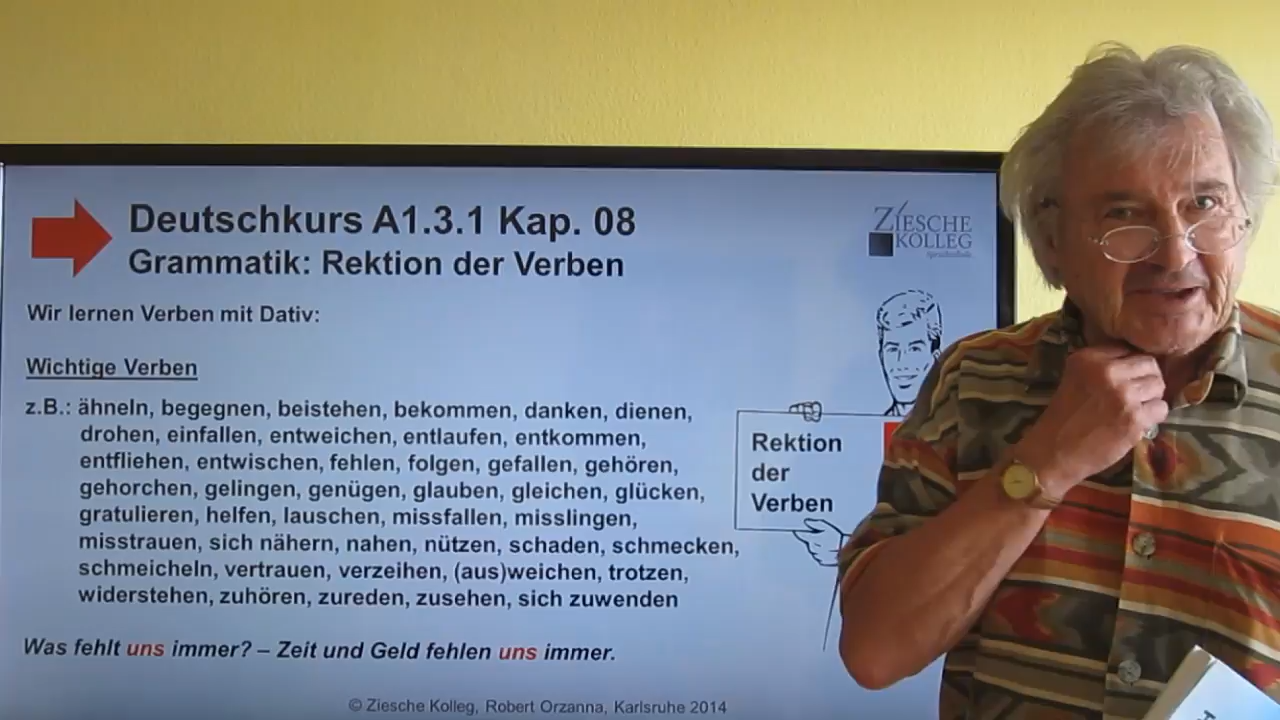 Deutschkurs A1.3.1 Kap. 08
Grammatik: Rektion der Verben
ZIESCHE
KOLLEG
Wir lernen Verben mit Dativ:
Wichtige Verben
z.B.: ähneln, begegnen, beistehen, bekommen, danken, dienen,
drohen, einfallen, entweichen, entlaufen, entkommen,
entfliehen, entwischen, fehlen, folgen, gefallen, gehören,
gehorchen, gelingen, genügen, glauben, gleichen, glücken,
gratulieren, helfen, lauschen, missfallen, misslingen,
misstrauen, sich nähern, nahen, nützen, schaden, schmecken,
schmeicheln, vertrauen, verzeihen, (aus)weichen, trotzen,
widerstehen, zuhören, zureden, zusehen, sich zuwenden
Rektion
der
Verben
Was fehlt uns immer? – Zeit und Geld fehlen uns immer.
© Ziesche Kolleg, Robert Orzanna, Karlsruhe 2014